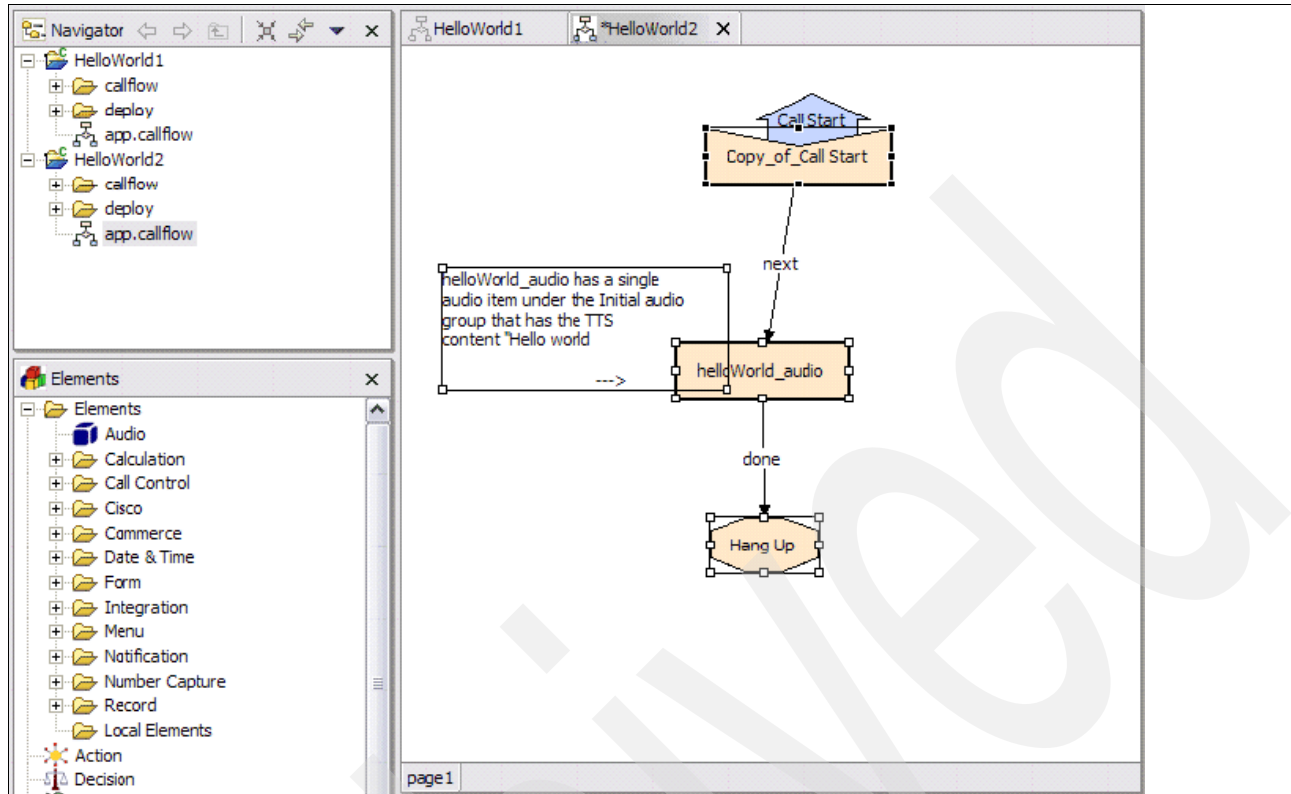 Navigator
HelloWorld1
callflow
deploy
app.callflow
HelloWorld2
callflow
deploy
app.callflow
Elements
Elements
Audio
Calculation
Call Control
Cisco
Commerce
Date & Time
Form
Integration
Menu
Notification
Number Capture
Record
Local Elements
Action
Decision
HelloWorld1
*HelloWorld2
Call Start
Copy_of_Call Start
next
helloWorld_audio has a single
audio item under the Initial audio
group that has the TTS
content "Hello world
--->
helloWorld_audio
done
Hang Up
page1